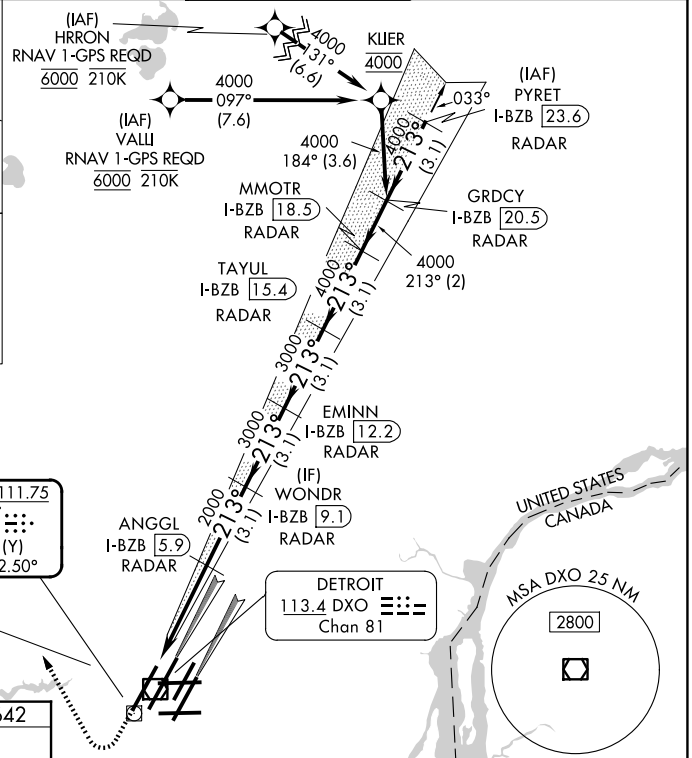 (IAF)
HRRON
RNAV 1-GPS REQD
6000 210K
4000
131°
(6.6)
KLIER
4000
(IAF)
PYRET
I-BZB 23.6
RADAR
033°
4000
097°
(7.6)
(IAF)
VALLI
RNAV 1-GPS REQD
6000 210K
4000
213°
(3.1)
4000
184° (3.6)
MMOTR
I-BZB 18.5
RADAR
GRDCY
I-BZB 20.5
RADAR
4000
213° (2)
TAYUL
I-BZB 15.4
RADAR
4000
213°
(3.1)
3000
213°
(3.1)
EMINN
I-BZB 12.2
RADAR
3000
213°
(3.1)
(IF)
WONDR
I-BZB 9.1
RADAR
2000
213°
(3.1)
ANGGL
I-BZB 5.9
RADAR
111.75
(Y)
2.50°
DETROIT
113.4 DXO
Chan 81
UNITED STATES
CANADA
MSA DXO 25 NM
2800
642